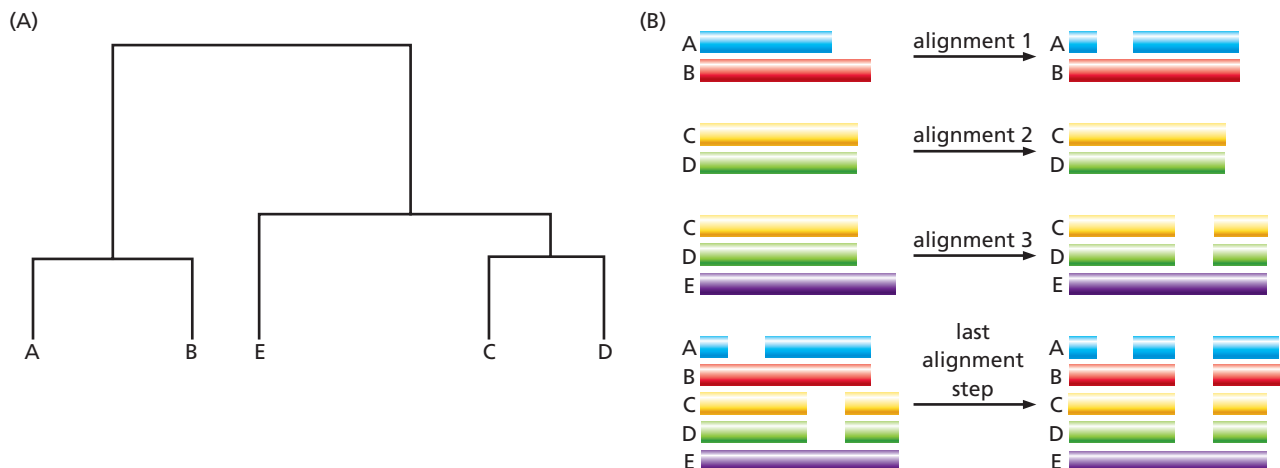 (A)
A B E C D
(B)
A alignment 1 A
B B
C alignment 2 C
D D
C C
D alignment 3 D
E E
A last A
B alignment B
C step C
D D
E E